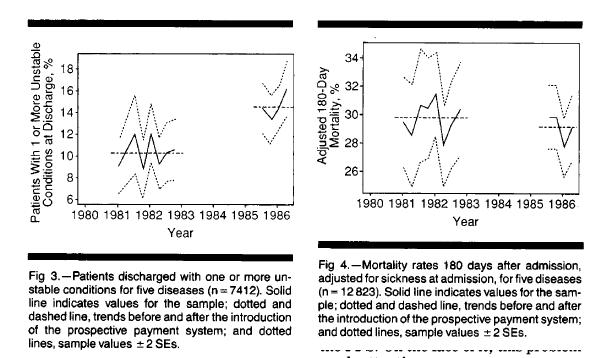 Patients With 1 or More Unstable
Conditions at Discharge, %
18
16
14
12
10
8
6
1980 1981 1982 1983 1984 1985 1986
Year
Fig 3.—Patients discharged with one or more un-
stable conditions for five diseases (n = 7412). Solid
line indicates values for the sample; dotted and
dashed line, trends before and after the introduction
of the prospective payment system; and dotted
lines, sample values ± 2 SEs.
Adjusted 180-Day
Mortality, %
34
32
30
28
26
1980 1981 1982 1983 1984 1985 1986
Year
Fig 4.—Mortality rates 180 days after admission,
adjusted for sickness at admission, for five diseases
(n = 12 823). Solid line indicates values for the sam-
ple; dotted and dashed line, trends before and after
the introduction of the prospective payment system;
and dotted lines, sample values ± 2 SEs.